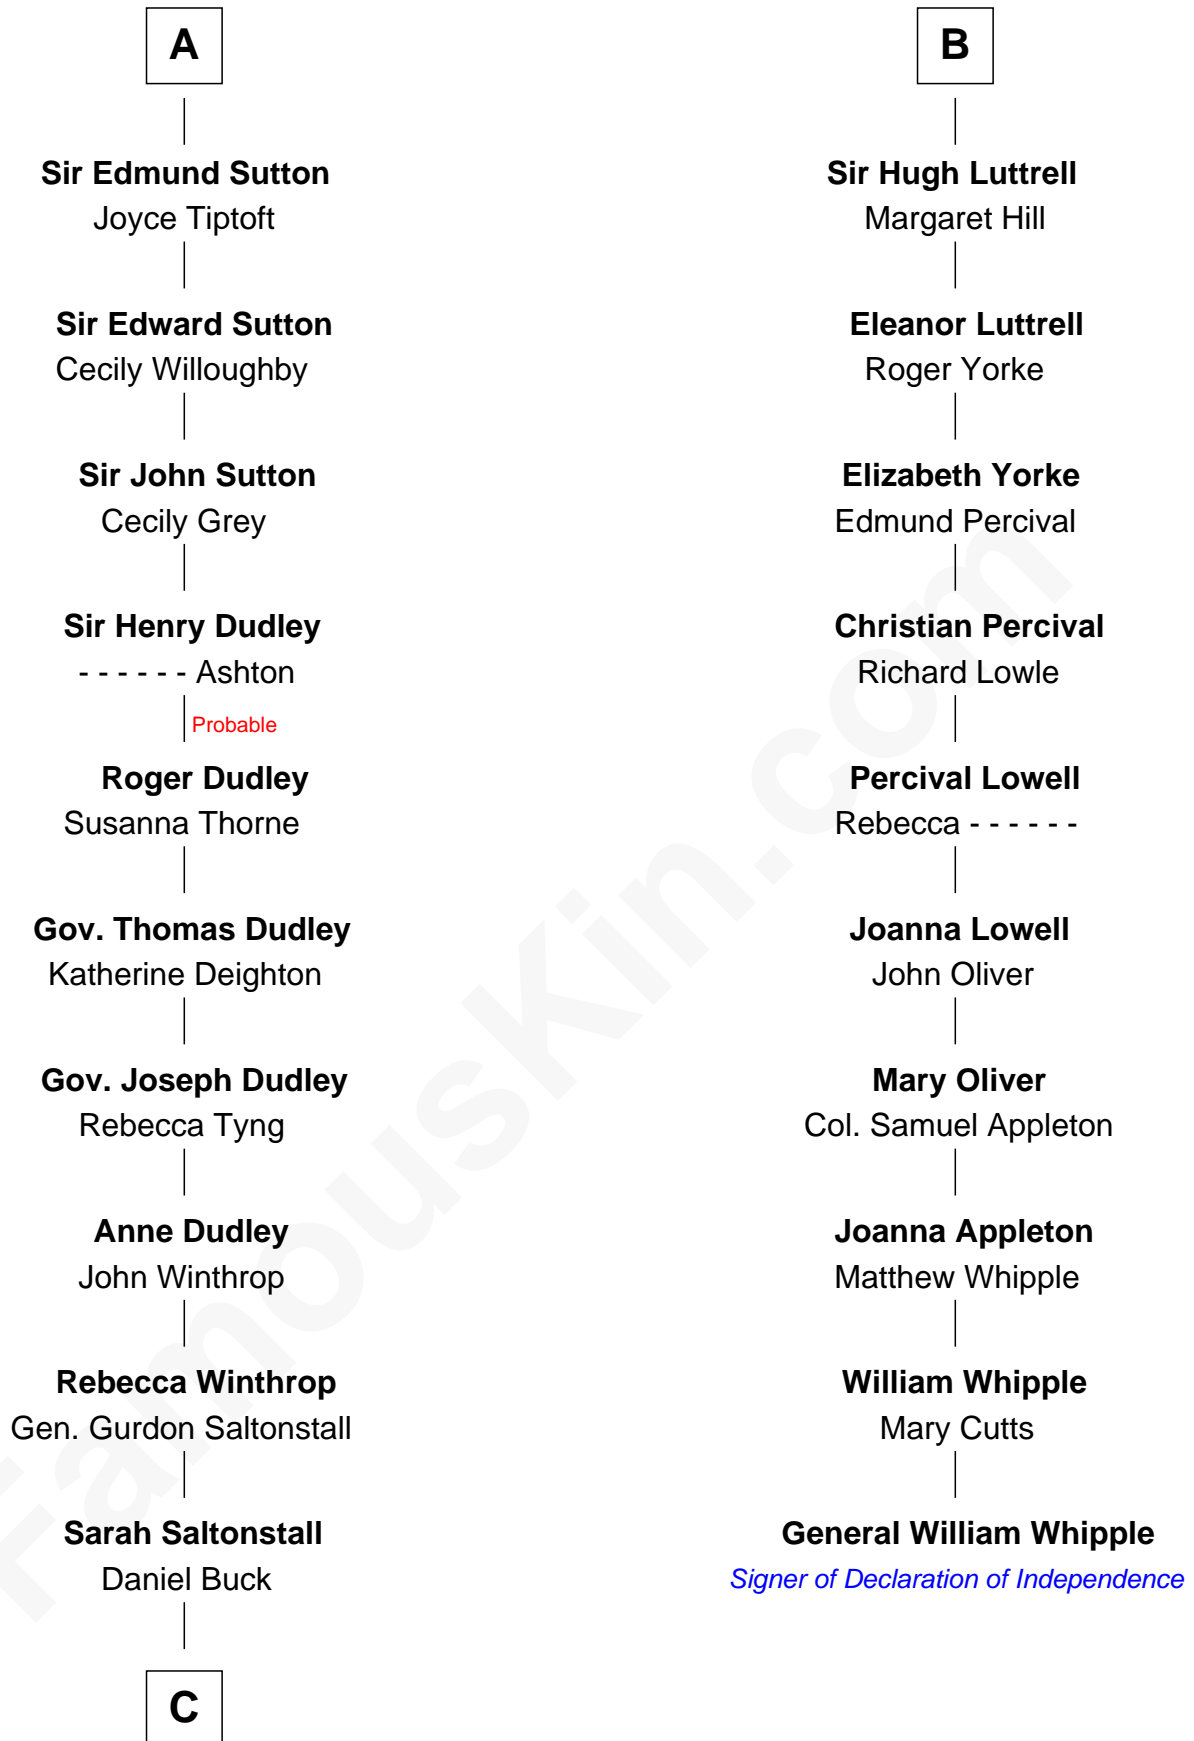 A
Sir Edmund Sutton
Joyce Tiptoft
Sir Edward Sutton
Cecily Willoughby
Sir John Sutton
Cecily Grey
Sir Henry Dudley
- - - - - - Ashton
Probable
Roger Dudley
Susanna Thorne
Gov. Thomas Dudley
Katherine Deighton
Gov. Joseph Dudley
Rebecca Tyng
Anne Dudley
John Winthrop
Rebecca Winthrop
Gen. Gurdon Saltonstall
Sarah Saltonstall
Daniel Buck
C
B
Sir Hugh Luttrell
Margaret Hill
Eleanor Luttrell
Roger Yorke
Elizabeth Yorke
Edmund Percival
Christian Percival
Richard Lowle
Percival Lowell
Rebecca - - - - - -
Joanna Lowell
John Oliver
Mary Oliver
Col. Samuel Appleton
Joanna Appleton
Matthew Whipple
William Whipple
Mary Cutts
General William Whipple
Signer of Declaration of Independence
FamousKin.com